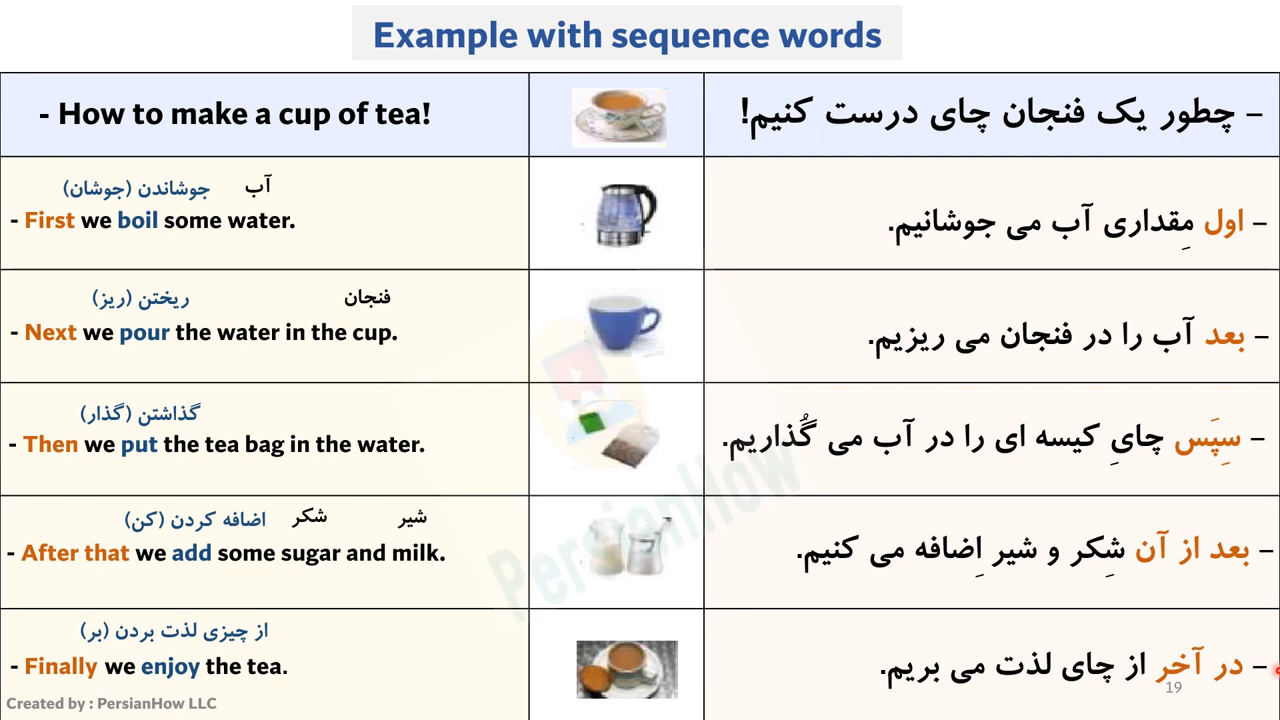 Example with sequence words
- How to make a cup of tea!
– چطور یک فنجان چای درست کنیم!
جوشاندن (جوشان) آب
- First we boil some water.
– اول مِقداری آب می جوشانیم.
ریختن (ریز) فنجان
- Next we pour the water in the cup.
– بعد آب را در فنجان می ریزیم.
گذاشتن (گذار)
- Then we put the tea bag in the water.
– سِپَس چایِ کیسه ای را در آب می گُذاریم.
اضافه کردن (کن) شکر شیر
- After that we add some sugar and milk.
– بعد از آن شِکر و شیر اِضافه می کنیم.
از چیزی لذت بردن (بر)
- Finally we enjoy the tea.
– در آخَر از چای لذت می بریم.
19
Created by : PersianHow LLC
PersianHow